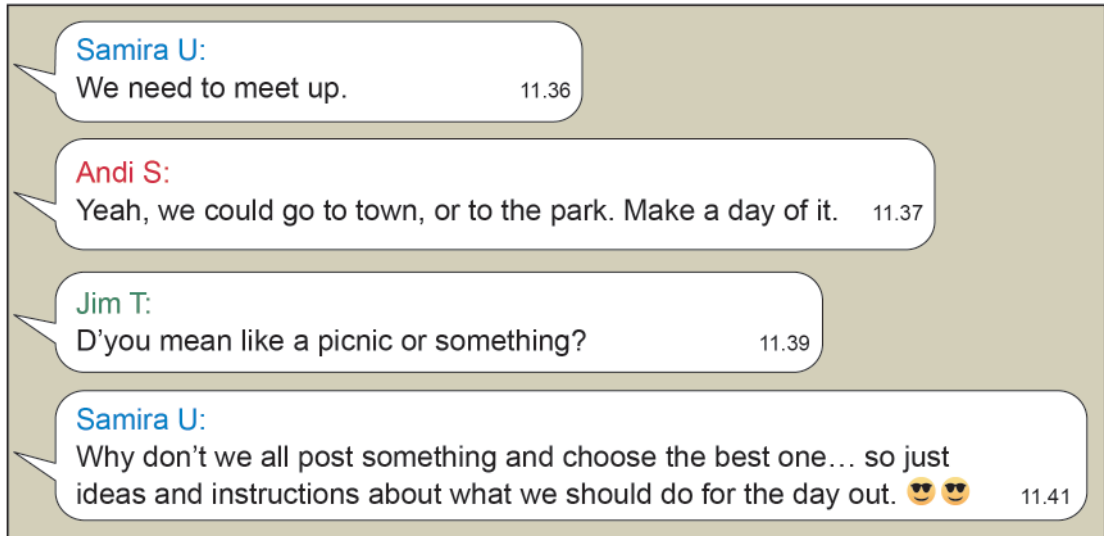 Samira U:
We need to meet up. 11.36
Andi S:
Yeah, we could go to town, or to the park. Make a day of it. 11.37
Jim T:
D’you mean like a picnic or something? 11.39
Samira U:
Why don’t we all post something and choose the best one… so just
ideas and instructions about what we should do for the day out. 😎 😎 11.41